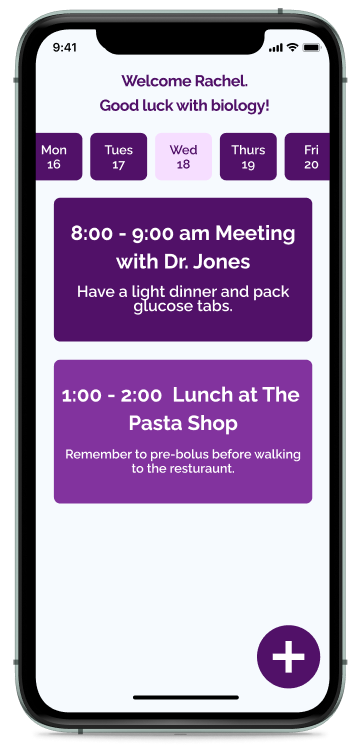 9:41
Welcome Rachel.
Good luck with biology!
Mon Tues Wed Thurs Fri
16 17 18 19 20
8:00 - 9:00 am Meeting
with Dr. Jones
Have a light dinner and pack
glucose tabs.
1:00 - 2:00  Lunch at The
Pasta Shop
Remember to pre-bolus before walking
to the resturaunt.